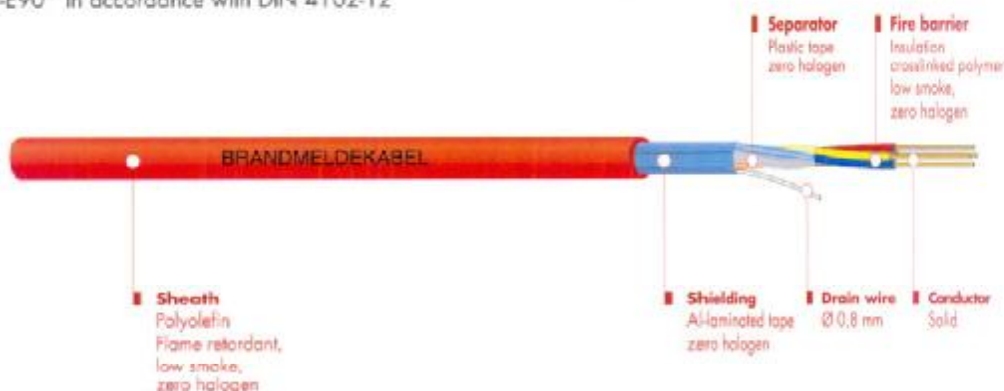 in accordance with DIN 4102-12
Separator
Plastic tape
zero halogen
Fire barrier
Insulation
crosslinked polymer
low smoke,
zero halogen
BRANDMELDEKABEL
Sheath
Polyolefin
Flame retardant,
low smoke,
zero halogen
Shielding
Al-laminated tape
zero halogen
Drain wire
Ø 0,8 mm
Conductor
Solid